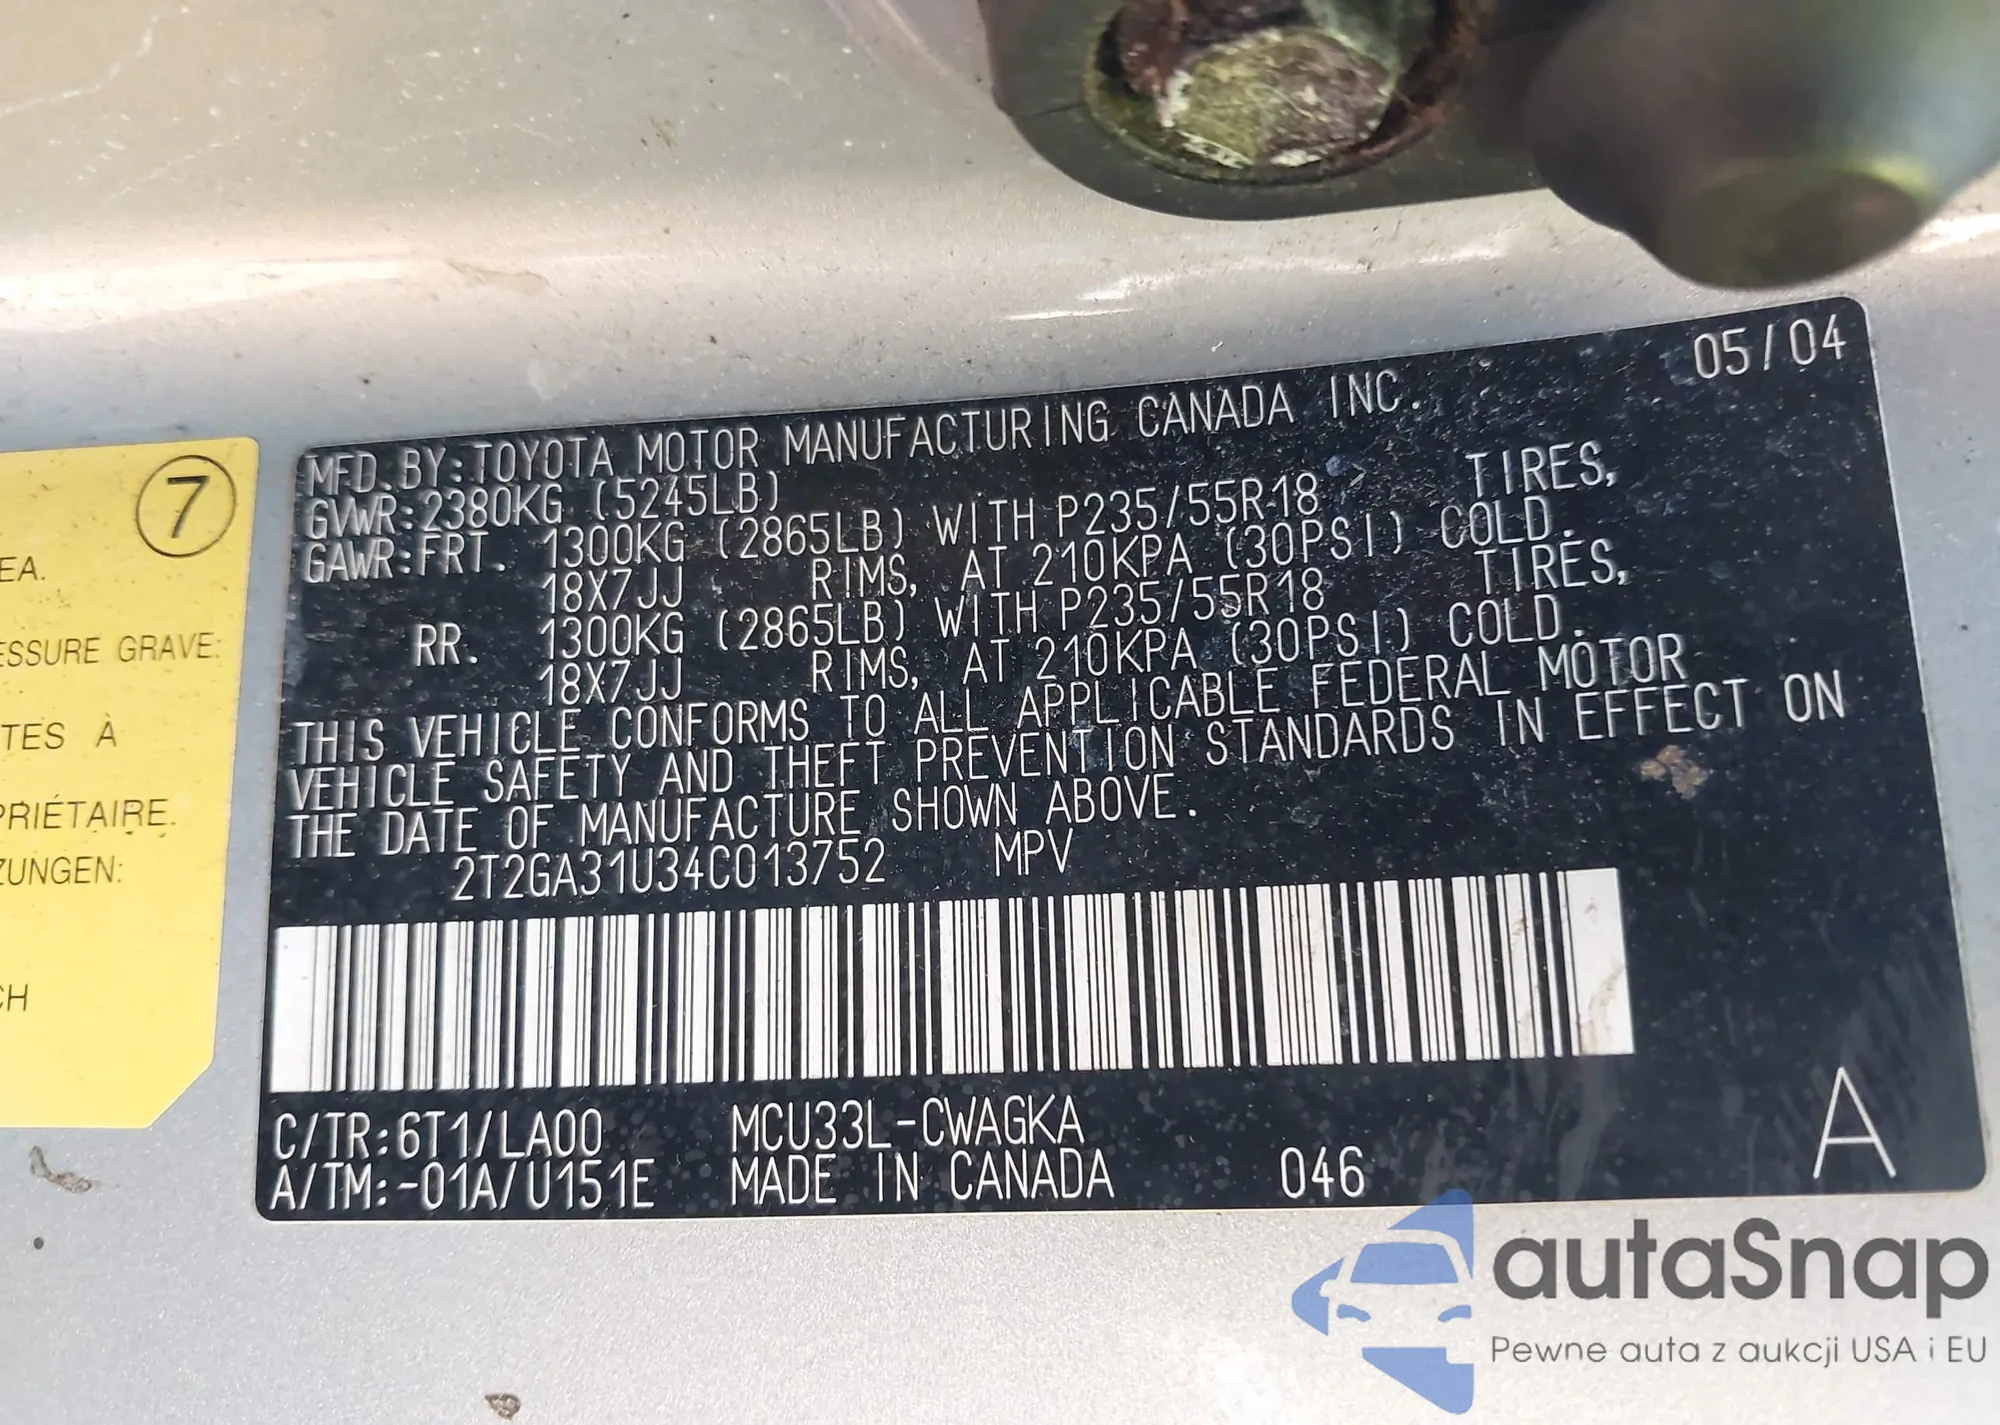 7
EA.
ESSURE GRAVE:
TES À
PRIÉTAIRE.
ZUNGEN:
CH
05/04
MFD.BY:TOYOTA MOTOR MANUFACTURING CANADA INC.
GVWR:2380KG (5245LB)
GAWR:FRT. 1300KG (2865LB) WITH P235/55R18 TIRES,
18X7JJ RIMS, AT 210KPA (30PSI) COLD.
RR. 1300KG (2865LB) WITH P235/55R18 TIRES,
18X7JJ RIMS, AT 210KPA (30PSI) COLD.
THIS VEHICLE CONFORMS TO ALL APPLICABLE FEDERAL MOTOR
VEHICLE SAFETY AND THEFT PREVENTION STANDARDS IN EFFECT ON
THE DATE OF MANUFACTURE SHOWN ABOVE.
2T2GA31U34C013752 MPV
C/TR:6T1/LA00 MCU33L-CWAGKA
A/TM:-01A/U151E MADE IN CANADA 046 A
autaSnap
Pewne auta z aukcji USA i EU